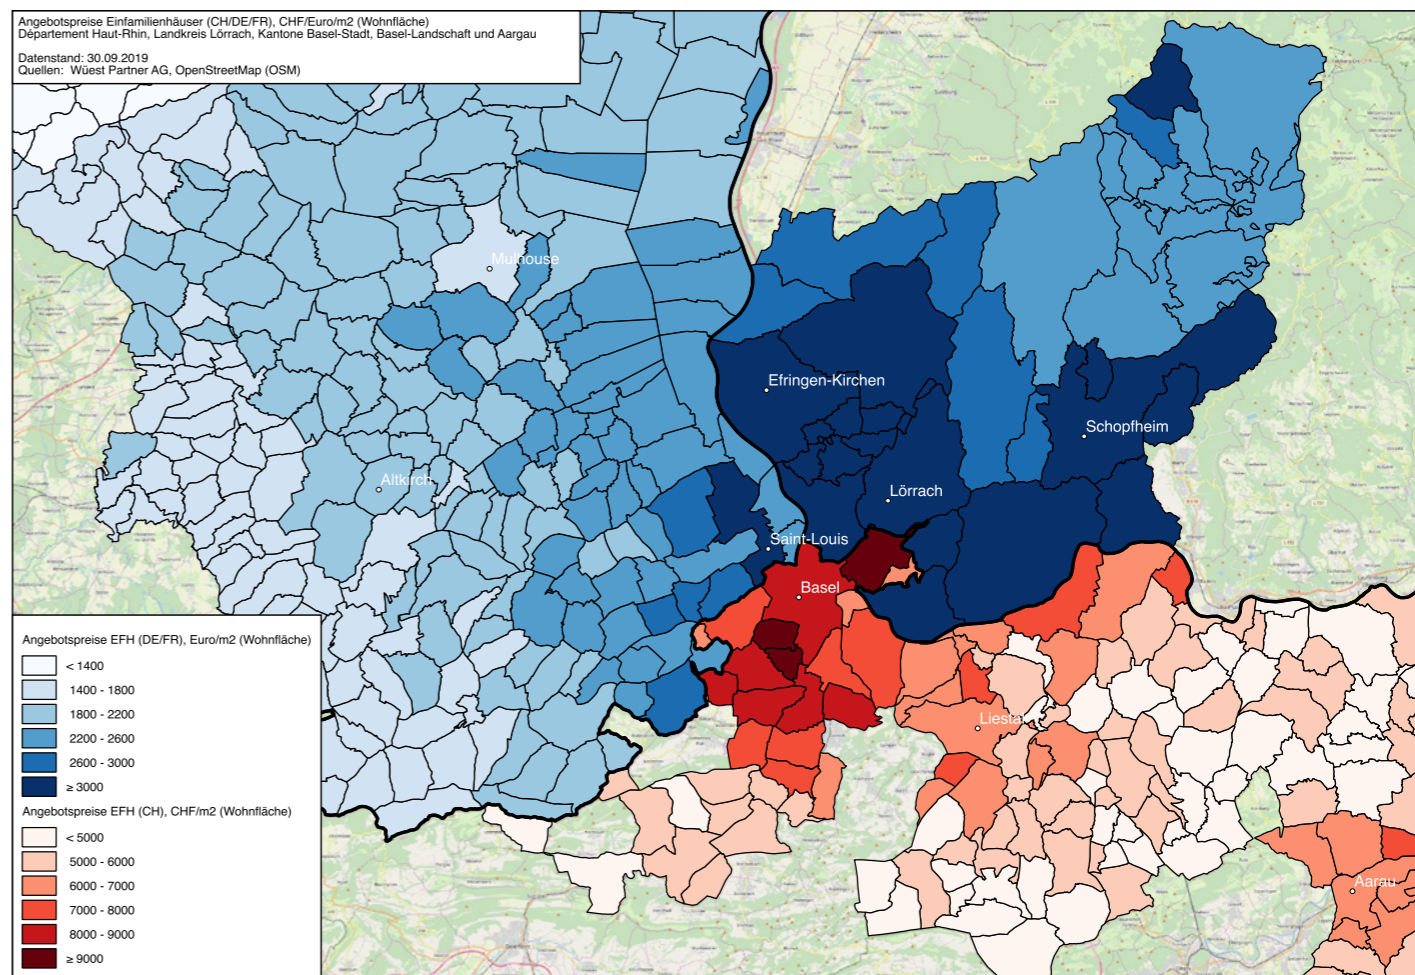 Angebotspreise Einfamilienhäuser (CH/DE/FR), CHF/Euro/m2 (Wohnfläche)
Département Haut-Rhin, Landkreis Lörrach, Kantone Basel-Stadt, Basel-Landschaft und Aargau
Datenstand: 30.09.2019
Quellen: Wüest Partner AG, OpenStreetMap (OSM)
Mulhouse
Efringen-Kirchen
Schopfheim
Altkirch
Lörrach
Saint-Louis
Basel
Liestal
Aarau
Angebotspreise EFH (DE/FR), Euro/m2 (Wohnfläche)
< 1400
1400 - 1800
1800 - 2200
2200 - 2600
2600 - 3000
≥ 3000
Angebotspreise EFH (CH), CHF/m2 (Wohnfläche)
< 5000
5000 - 6000
6000 - 7000
7000 - 8000
8000 - 9000
≥ 9000